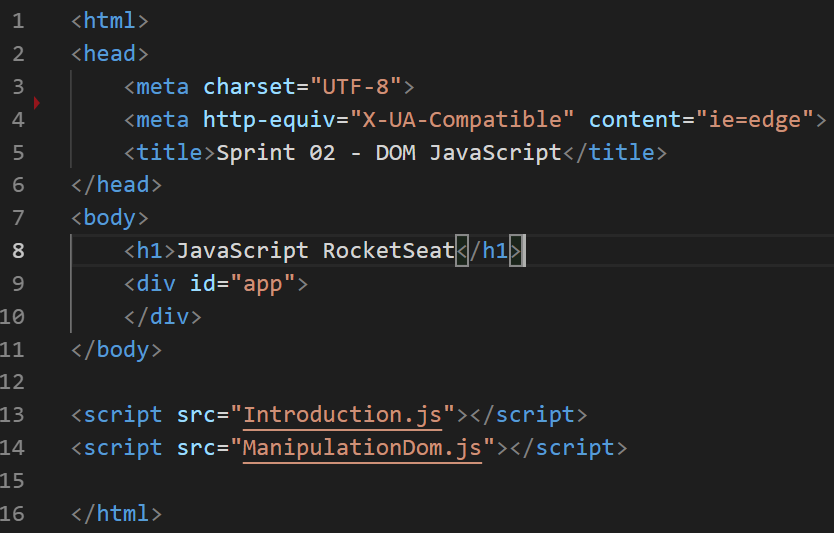 1 <html>
2 <head>
3 <meta charset="UTF-8">
4 <meta http-equiv="X-UA-Compatible" content="ie=edge">
5 <title>Sprint 02 - DOM JavaScript</title>
6 </head>
7 <body>
8 <h1>JavaScript RocketSeat</h1>
9 <div id="app">
10 </div>
11 </body>
12
13 <script src="Introduction.js"></script>
14 <script src="ManipulationDom.js"></script>
15
16 </html>